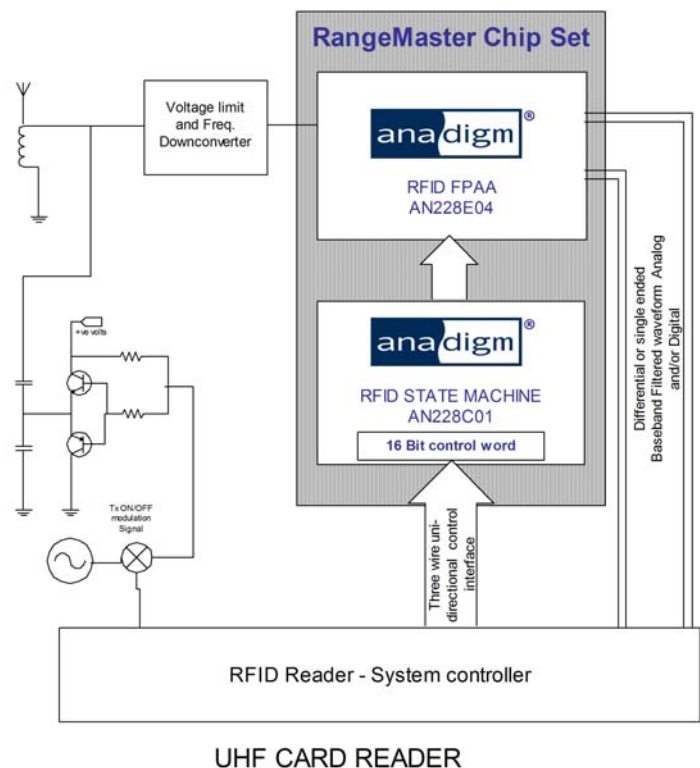 RangeMaster Chip Set
Voltage limit
and Freq.
Downconverter
anadigm®
RFID FPAA
AN228E04
+ve volts
anadigm®
RFID STATE MACHINE
AN228C01
16 Bit control word
Differential or single ended
Baseband Filtered waveform Analog
and/or Digital
Tx ON/OFF
modulation
Signal
Three wire uni-
directional control
interface
RFID Reader - System controller
UHF CARD READER